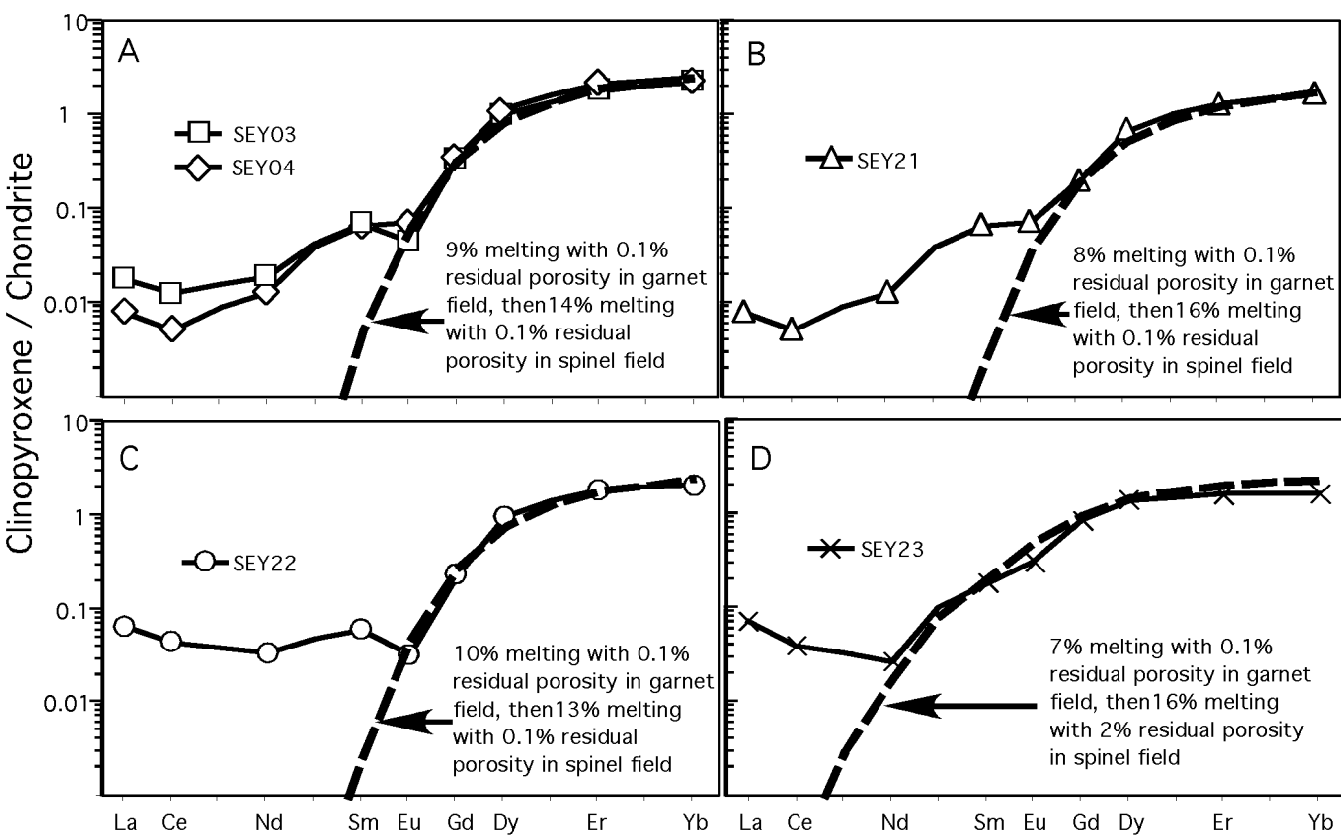 Clinopyroxene / Chondrite
10
1
0.1
0.01
A
SEY03
SEY04
9% melting with 0.1%
residual porosity in garnet
field, then14% melting
with 0.1% residual
porosity in spinel field
B
SEY21
8% melting with 0.1%
residual porosity in garnet
field, then16% melting
with 0.1% residual
porosity in spinel field
10
1
0.1
0.01
C
SEY22
10% melting with 0.1%
residual porosity in garnet
field, then13% melting
with 0.1% residual
porosity in spinel field
D
SEY23
7% melting with 0.1%
residual porosity in garnet
field, then16% melting
with 2% residual porosity
in spinel field
La Ce Nd Sm Eu Gd Dy Er Yb
La Ce Nd Sm Eu Gd Dy Er Yb